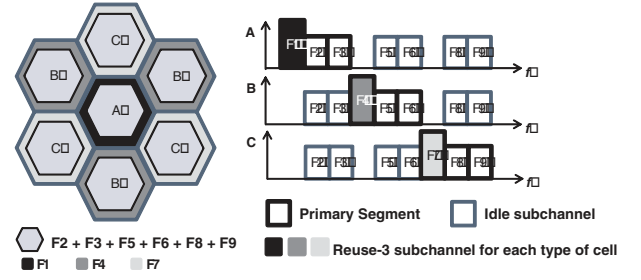 C
B
B
A
C
C
B
A
F1
F2
F3
F5
F6
F8
F9
f
B
F2
F3
F4
F5
F6
F8
F9
f
C
F2
F3
F5
F6
F7
F8
F9
f
Primary Segment
Idle subchannel
F2 + F3 + F5 + F6 + F8 + F9
F1
F4
F7
Reuse-3 subchannel for each type of cell